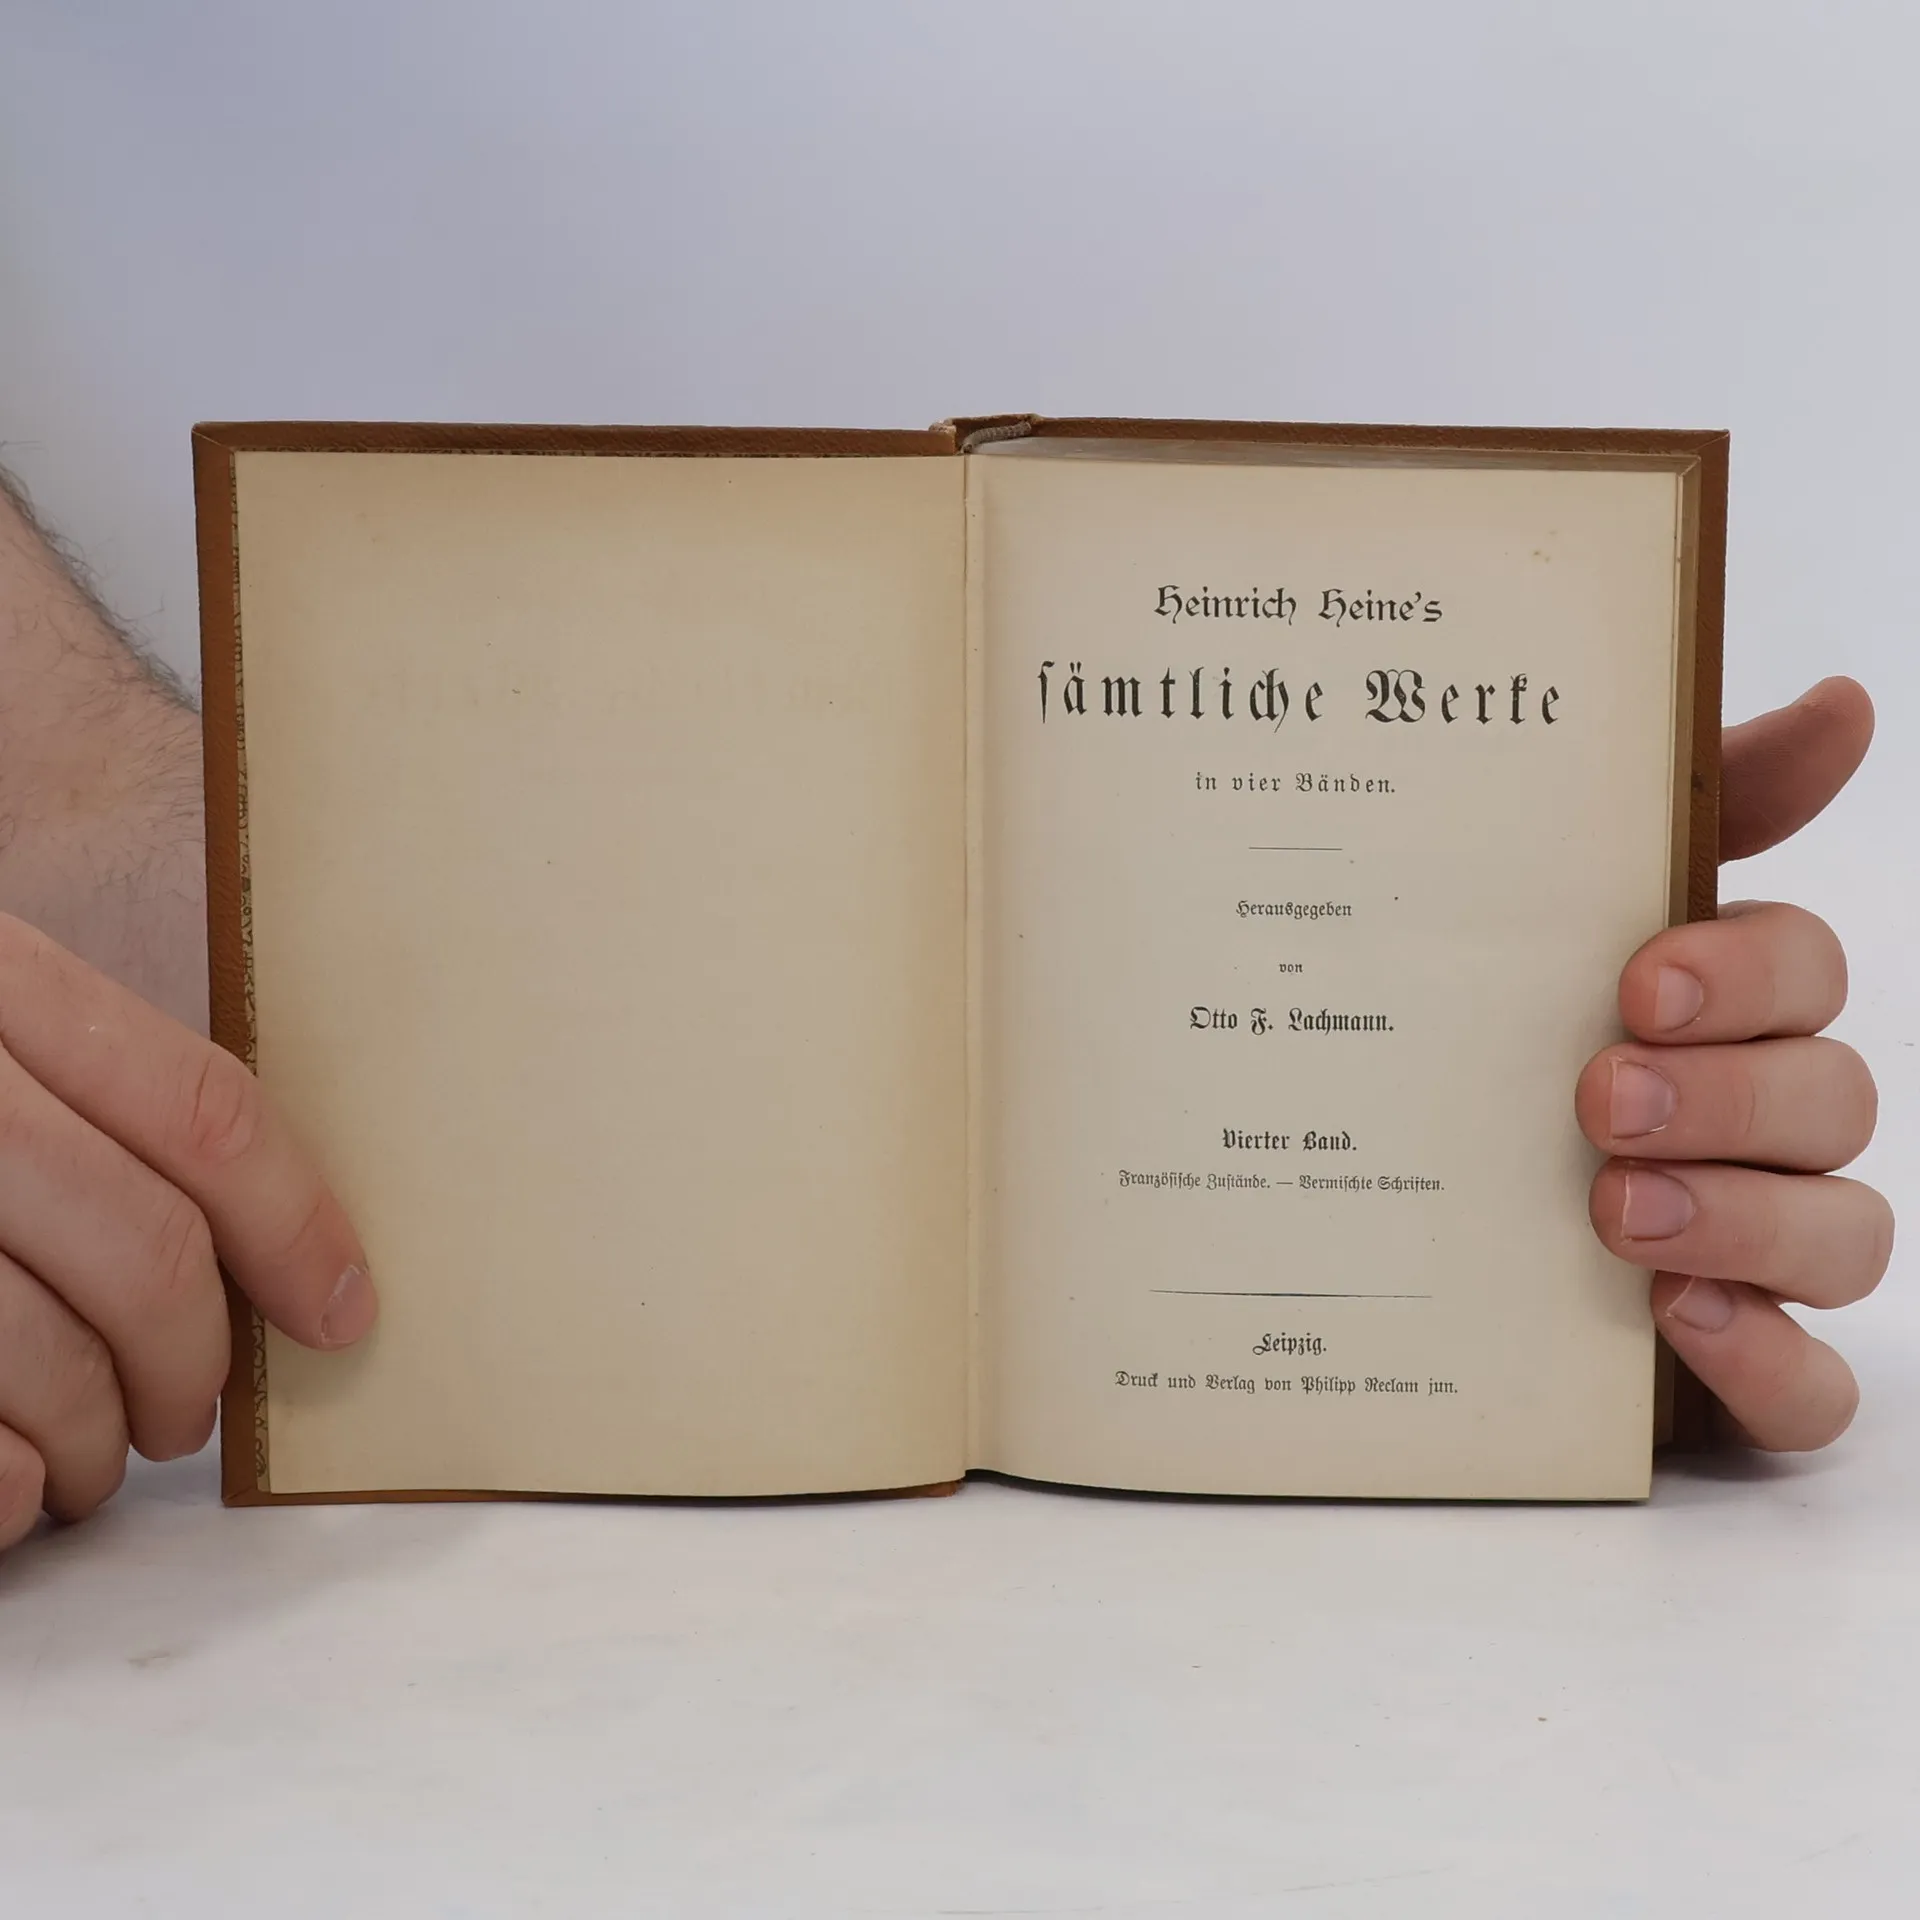 Heinrich Heine's
sämtliche Werke
in vier Bänden.
Herausgegeben
von
Otto F. Lachmann.
Vierter Band.
Französische Zustände. — Vermischte Schriften.
Leipzig.
Druck und Verlag von Philipp Reclam jun.